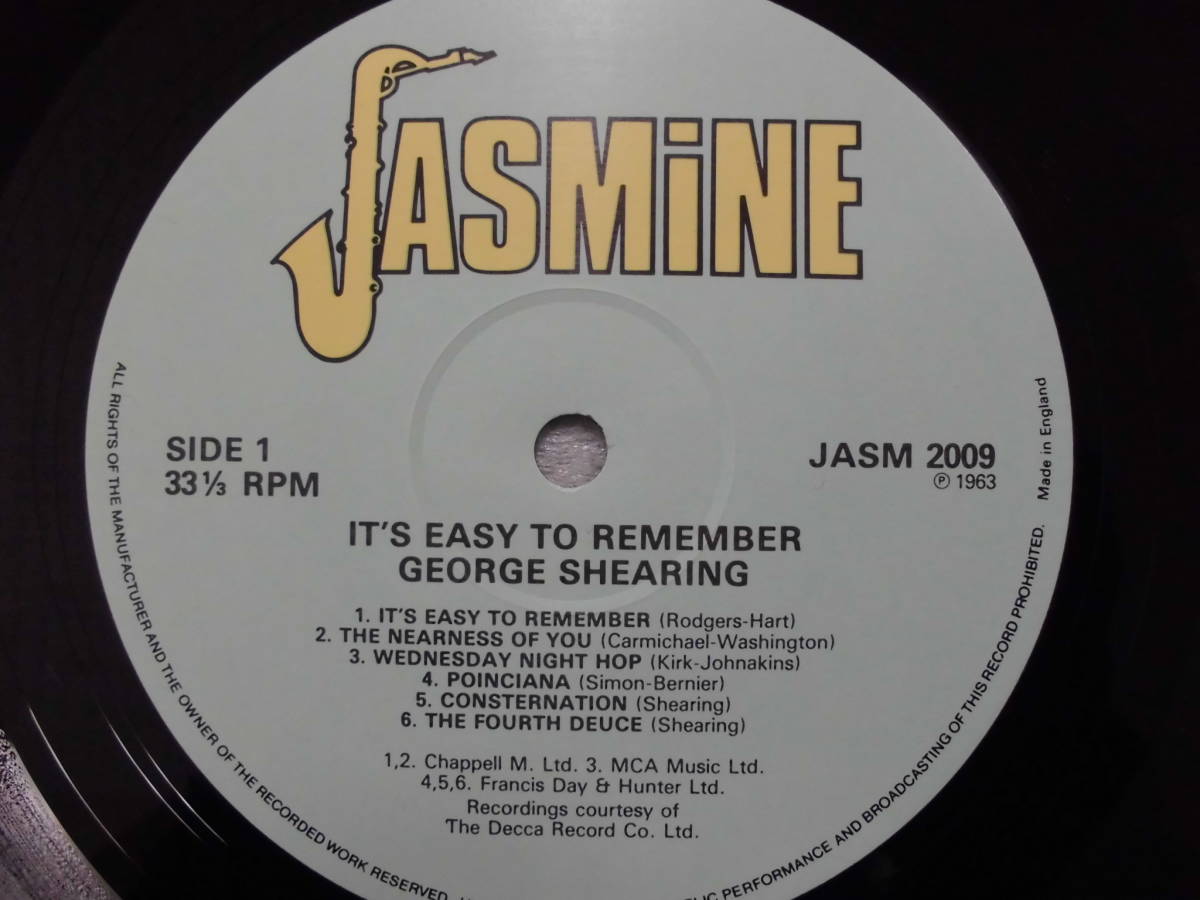 JASMiNE
SIDE 1
33⅓ RPM
JASM 2009
℗ 1963
Made in England
IT'S EASY TO REMEMBER
GEORGE SHEARING
1. IT'S EASY TO REMEMBER (Rodgers-Hart)
2. THE NEARNESS OF YOU (Carmichael-Washington)
3. WEDNESDAY NIGHT HOP (Kirk-Johnakins)
4. POINCIANA (Simon-Bernier)
5. CONSTERNATION (Shearing)
6. THE FOURTH DEUCE (Shearing)
1,2. Chappell M. Ltd. 3. MCA Music Ltd.
4,5,6. Francis Day & Hunter Ltd.
Recordings courtesy of
The Decca Record Co. Ltd.
ALL RIGHTS OF THE MANUFACTURER AND THE OWNER OF THE RECORDED WORK RESERVED.
PERFORMANCE AND BROADCASTING OF THIS RECORD PROHIBITED.